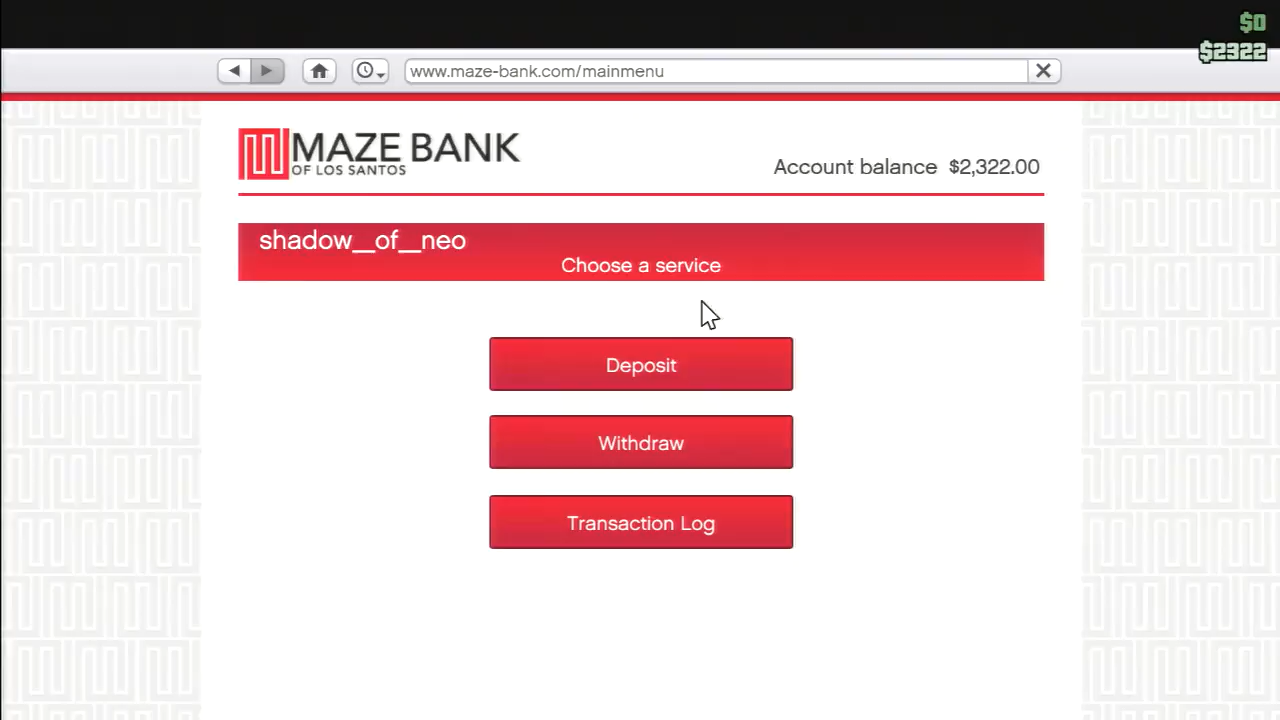 $0
$2322
www.maze-bank.com/mainmenu
MAZE BANK
OF LOS SANTOS
Account balance $2,322.00
shadow__of__neo
Choose a service
Deposit
Withdraw
Transaction Log